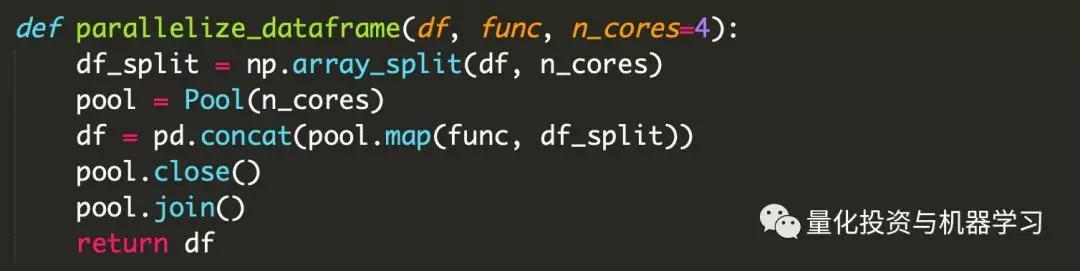 def parallelize_dataframe(df, func, n_cores=4):
    df_split = np.array_split(df, n_cores)
    pool = Pool(n_cores)
    df = pd.concat(pool.map(func, df_split))
    pool.close()
    pool.join()
    return df
量化投资与机器学习